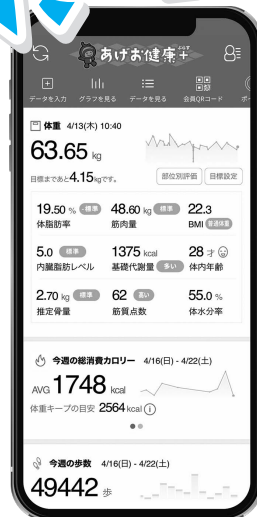 あげお健康+ぷらす
データを入力 グラフを見る データを見る 会員QRコード ポー
体重 4/13(木) 10:40
63.65 kg
目標まであと4.15kgです。 部位別評価 目標設定
19.50 % 標準 48.60 kg 標準 22.3
体脂肪率 筋肉量 BMI 普通体重
5.0 標準 1375 kcal 28 才
内臓脂肪レベル 基礎代謝量 多い 体内年齢
2.70 kg 標準 62 高い 55.0 %
推定骨量 筋質点数 体水分率
今週の総消費カロリー 4/16(日) - 4/22(土)
AVG 1748 kcal
体重キープの目安 2564 kcal
今週の歩数 4/16(日) - 4/22(土)
49442 歩